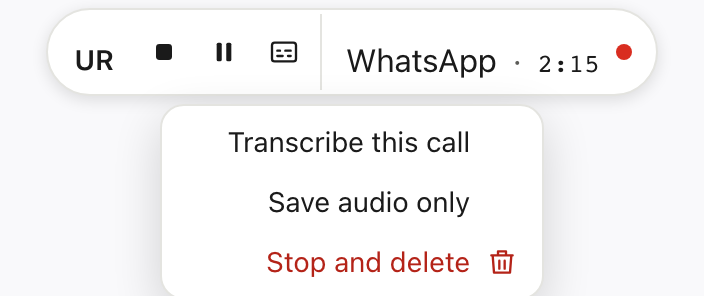 UR WhatsApp · 2:15
Transcribe this call
Save audio only
Stop and delete